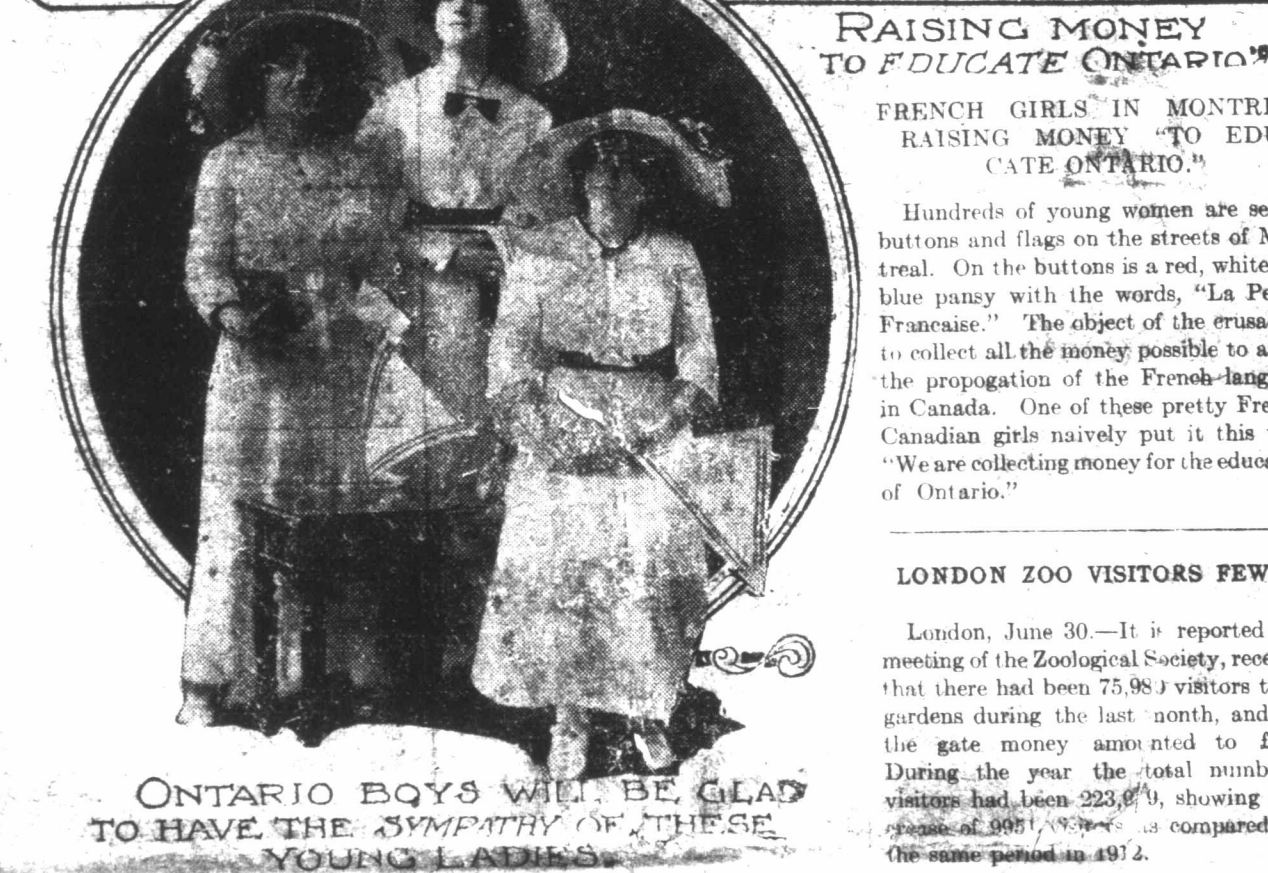 ONTARIO BOYS WILL BE GLAD
TO HAVE THE SYMPATHY OF THESE
YOUNG LADIES.
RAISING MONEY
TO EDUCATE ONTARIO'S
FRENCH GIRLS IN MONTRE
RAISING MONEY "TO EDU
CATE ONTARIO."
Hundreds of young women are se
buttons and flags on the streets of M
treal. On the buttons is a red, white
blue pansy with the words, "La Pe
Francaise." The object of the crusa
to collect all the money possible to a
the propogation of the French lang
in Canada. One of these pretty Fre
Canadian girls naively put it this
"We are collecting money for the educa
of Ontario."
LONDON ZOO VISITORS FEW
London, June 30.—It is reported
meeting of the Zoological Society, rece
that there had been visitors t
gardens during the last month, and
the gate money amounted to £
During the year the total numb
visitors had been showing
of visitors as compared
the same period in 1912.